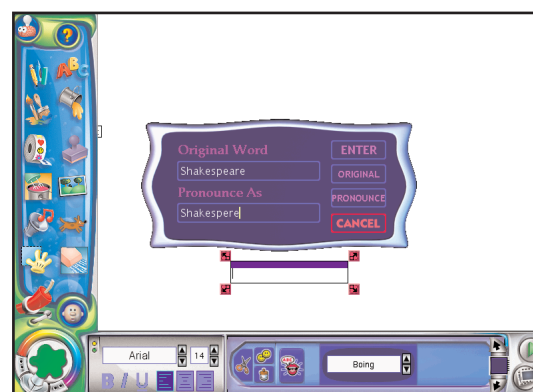 ?
ABC
Original Word
ENTER
Shakespeare
ORIGINAL
Pronounce As
PRONOUNCE
Shakespere
CANCEL
Arial
14
Boing
B I U